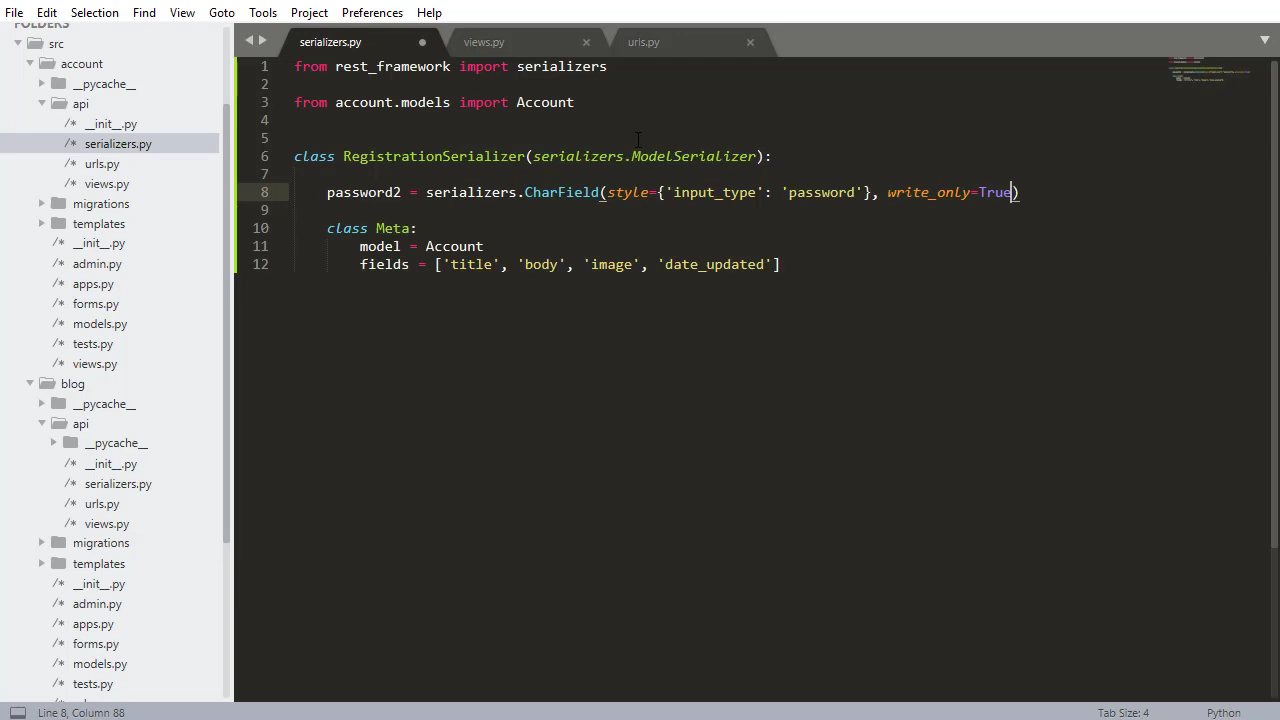 File Edit Selection Find View Goto Tools Project Preferences Help
FOLDERS
src
account
__pycache__
api
/* __init__.py
/* serializers.py
/* urls.py
/* views.py
migrations
templates
/* __init__.py
/* admin.py
/* apps.py
/* forms.py
/* models.py
/* tests.py
/* views.py
blog
__pycache__
api
__pycache__
/* __init__.py
/* serializers.py
/* urls.py
/* views.py
migrations
templates
/* __init__.py
/* admin.py
/* apps.py
/* forms.py
/* models.py
/* tests.py
serializers.py views.py urls.py
1 from rest_framework import serializers
2
3 from account.models import Account
4
5
6 class RegistrationSerializer(serializers.ModelSerializer):
7
8 password2 = serializers.CharField(style={'input_type': 'password'}, write_only=True)
9
10 class Meta:
11 model = Account
12 fields = ['title', 'body', 'image', 'date_updated']
Line 8, Column 88 Tab Size: 4 Python